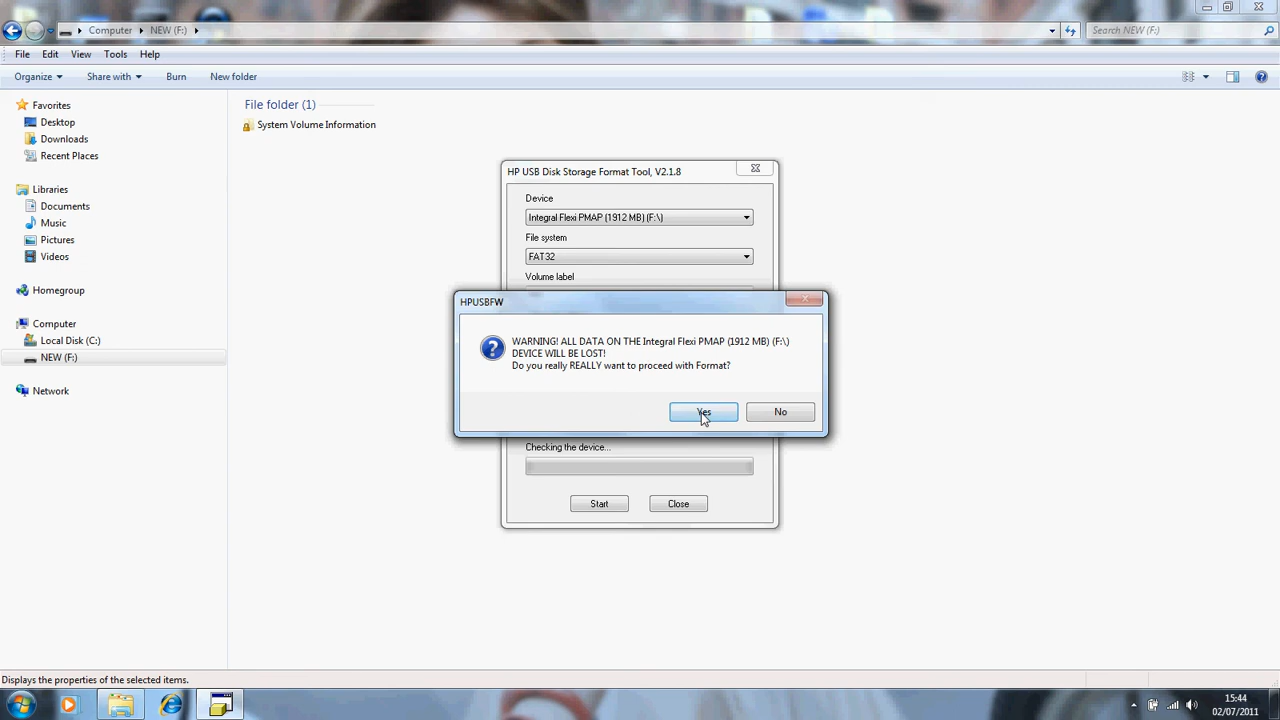 Computer
NEW (F:)
Search NEW (F:)
File
Edit
View
Tools
Help
Organize
Share with
Burn
New folder
Favorites
Desktop
Downloads
Recent Places
Libraries
Documents
Music
Pictures
Videos
Homegroup
Computer
Local Disk (C:)
NEW (F:)
Network
File folder (1)
System Volume Information
HP USB Disk Storage Format Tool, V2.1.8
Device
Integral Flexi PMAP (1912 MB) (F:\)
File system
FAT32
Volume label
HPUSBFW
WARNING! ALL DATA ON THE Integral Flexi PMAP (1912 MB) (F:\)
DEVICE WILL BE LOST!
Do you really REALLY want to proceed with Format?
Yes
No
Checking the device...
Start
Close
Displays the properties of the selected items.
15:44
02/07/2011